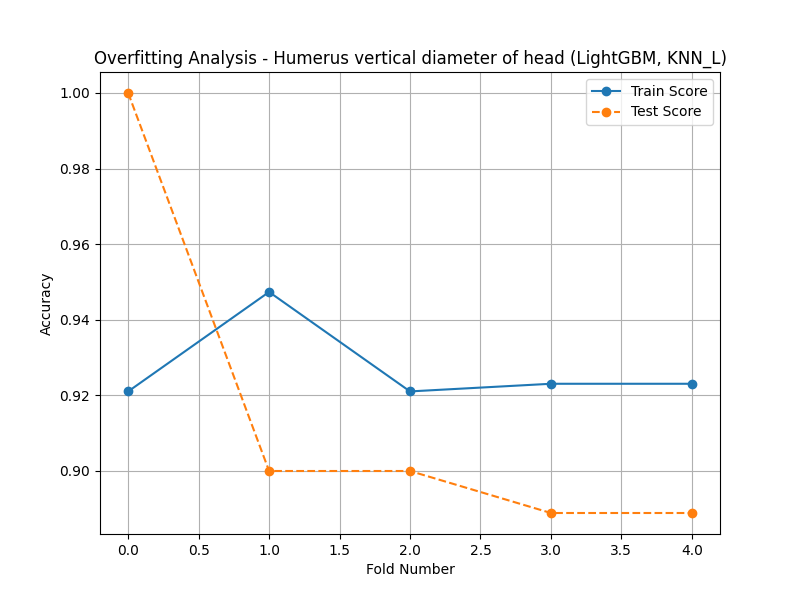 Overfitting Analysis - Humerus vertical diameter of head (LightGBM, KNN_L)
Train Score
Test Score
1.00
0.98
0.96
0.94
0.92
0.90
Accuracy
0.0 0.5 1.0 1.5 2.0 2.5 3.0 3.5 4.0
Fold Number